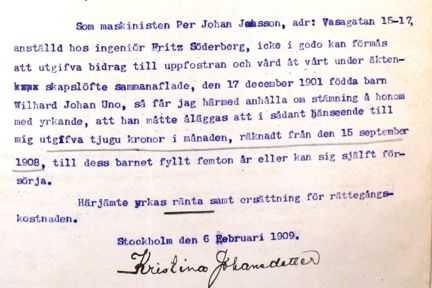 Som maskinisten Per Johan Jansson, adr: Vasagatan 15-17,
anställd hos ingeniör Fritz Söderberg, icke i godo kan förmås
att utgifva bidrag till uppfostran och vård åt vårt under äkten-
skapslöfte sammanaflade, den 17 december 1901 födda barn
Wilhard Johan Uno, så får jag härmed anhålla om stämning å honom
med yrkande, att han måtte åläggas att i sådant hänseende till
mig utgifva tjugu kronor i månaden, räknadt från den 15 september
1908, till dess barnet fyllt femton år eller kan sig själft för-
sörja.
Härjämte yrkas ränta samt ersättning för rättegångs-
kostnaden.
Stockholm den 6 Februari 1909.
Kristina Johansdotter